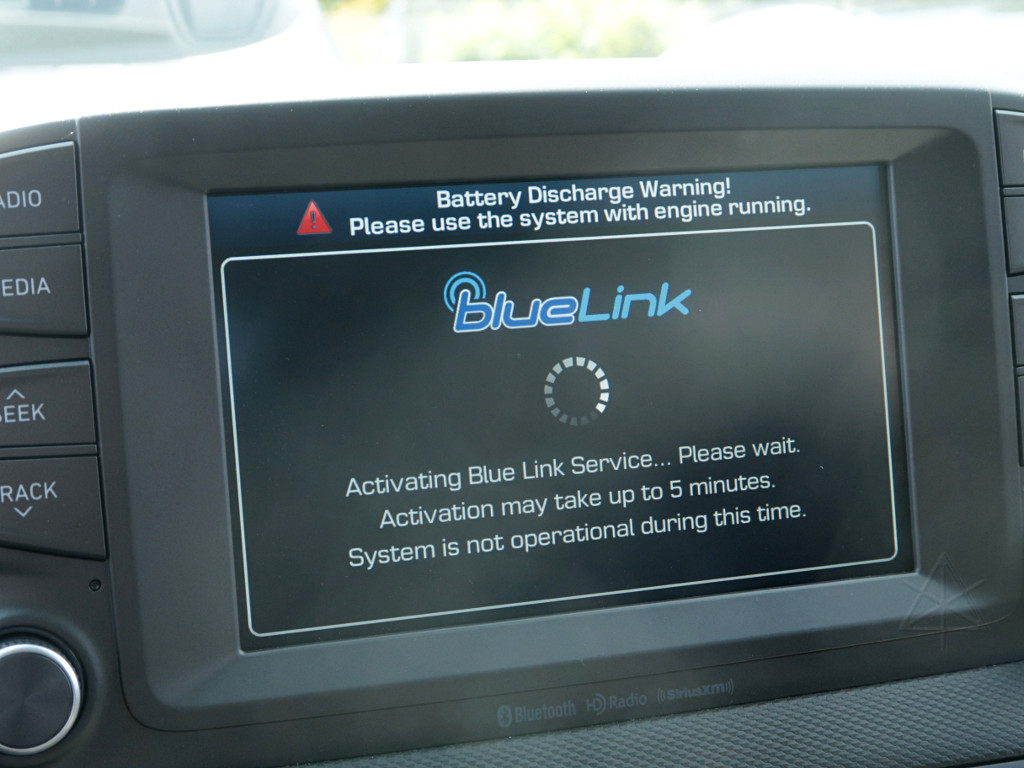 Battery Discharge Warning!
Please use the system with engine running.
blueLink
Activating Blue Link Service... Please wait.
Activation may take up to 5 minutes.
System is not operational during this time.
ADIO
EDIA
SEEK
TRACK
Bluetooth HD Radio SiriusXM